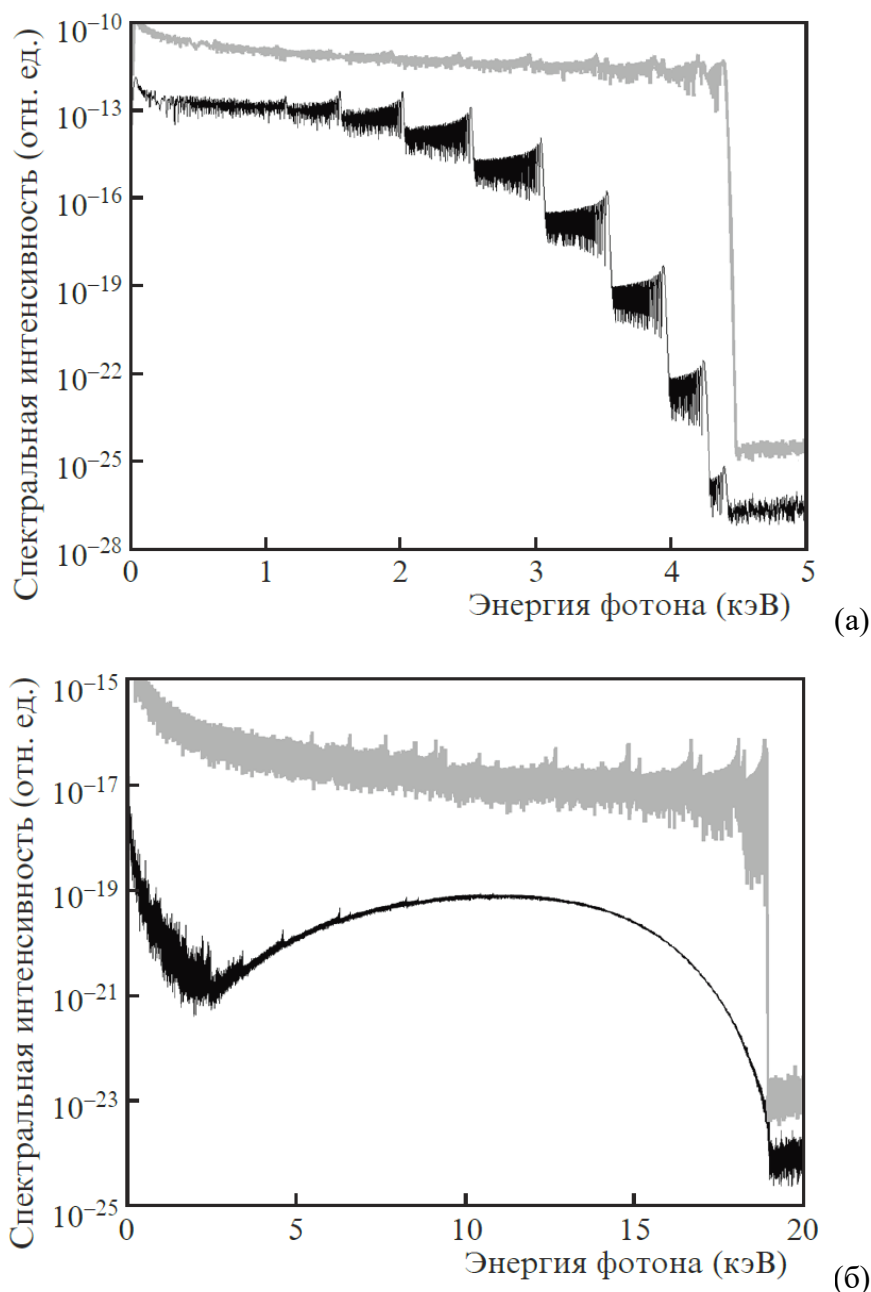 Спектральная интенсивность (отн. ед.)
10⁻¹⁰
10⁻¹³
10⁻¹⁶
10⁻¹⁹
10⁻²²
10⁻²⁵
10⁻²⁸
0 1 2 3 4 5
Энергия фотона (кэВ)
(а)
Спектральная интенсивность (отн. ед.)
10⁻¹⁵
10⁻¹⁷
10⁻¹⁹
10⁻²¹
10⁻²³
10⁻²⁵
0 5 10 15 20
Энергия фотона (кэВ)
(б)